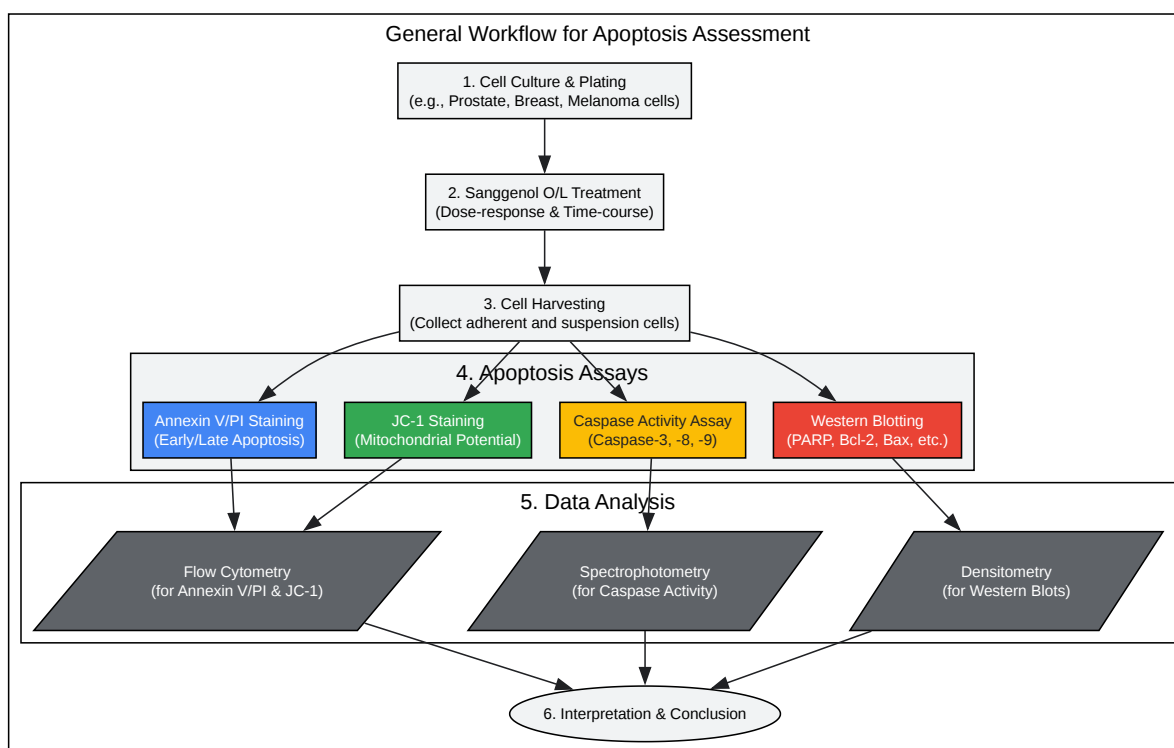 General Workflow for Apoptosis Assessment
1. Cell Culture & Plating
(e.g., Prostate, Breast, Melanoma cells)
2. Sanggenol O/L Treatment
(Dose-response & Time-course)
3. Cell Harvesting
(Collect adherent and suspension cells)
4. Apoptosis Assays
Annexin V/PI Staining
(Early/Late Apoptosis)
JC-1 Staining
(Mitochondrial Potential)
Caspase Activity Assay
(Caspase-3, -8, -9)
Western Blotting
(PARP, Bcl-2, Bax, etc.)
5. Data Analysis
Flow Cytometry
(for Annexin V/PI & JC-1)
Spectrophotometry
(for Caspase Activity)
Densitometry
(for Western Blots)
6. Interpretation & Conclusion